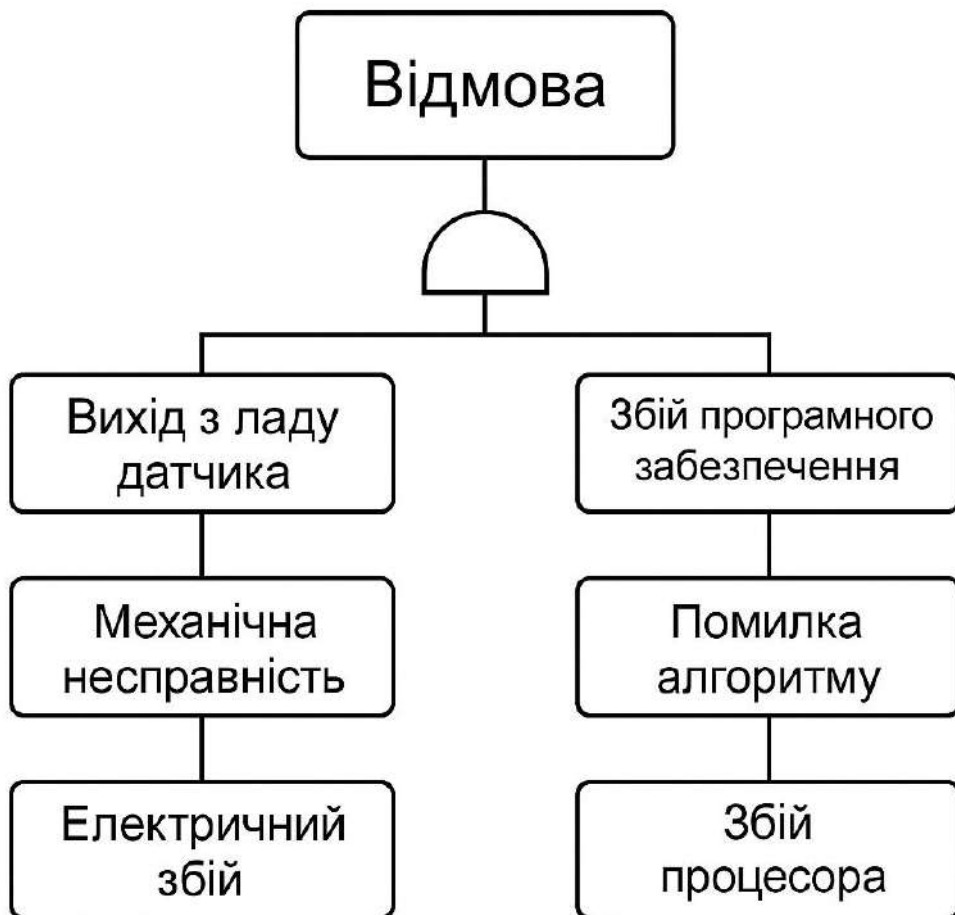 Відмова
Вихід з ладу
датчика
Збій програмного
забезпечення
Механічна
несправність
Помилка
алгоритму
Електричний
збій
Збій
процесора